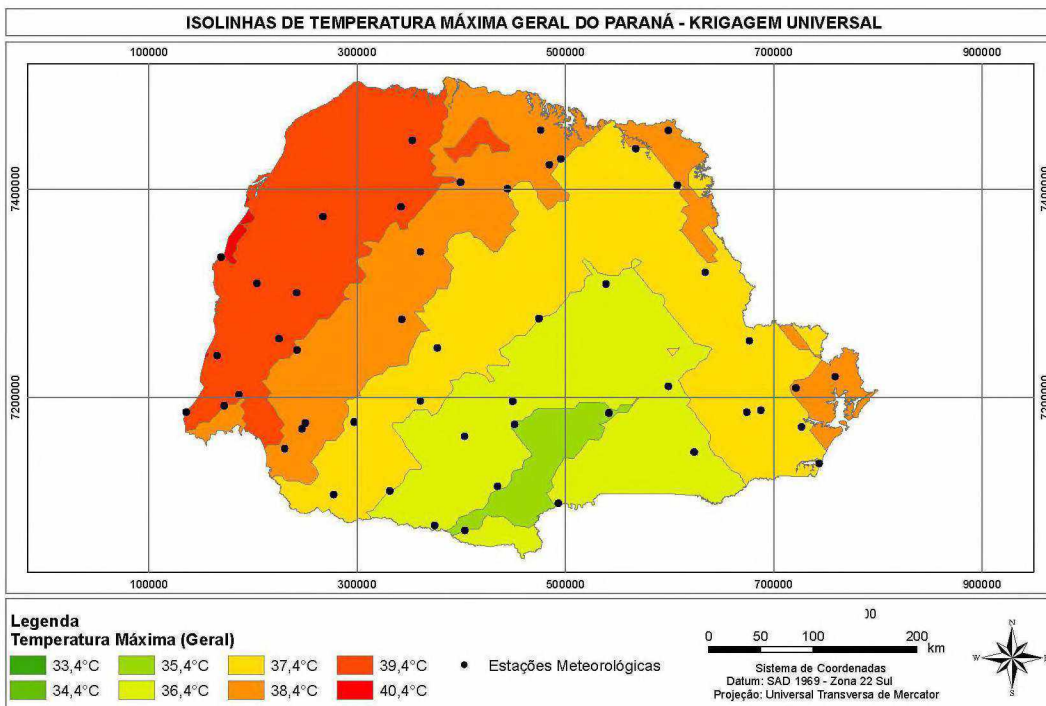 ISOLINHAS DE TEMPERATURA MÁXIMA GERAL DO PARANÁ - KRIGAGEM UNIVERSAL
100000 300000 500000 700000 900000
7400000 7400000
7200000 7200000
100000 300000 500000 700000 900000
Legenda
Temperatura Máxima (Geral)
33,4°C 35,4°C 37,4°C 39,4°C
34,4°C 36,4°C 38,4°C 40,4°C
Estações Meteorológicas
00
0 50 100 200
km
Sistema de Coordenadas
Datum: SAD 1969 - Zona 22 Sul
Projeção: Universal Transversa de Mercator
N
W E
S